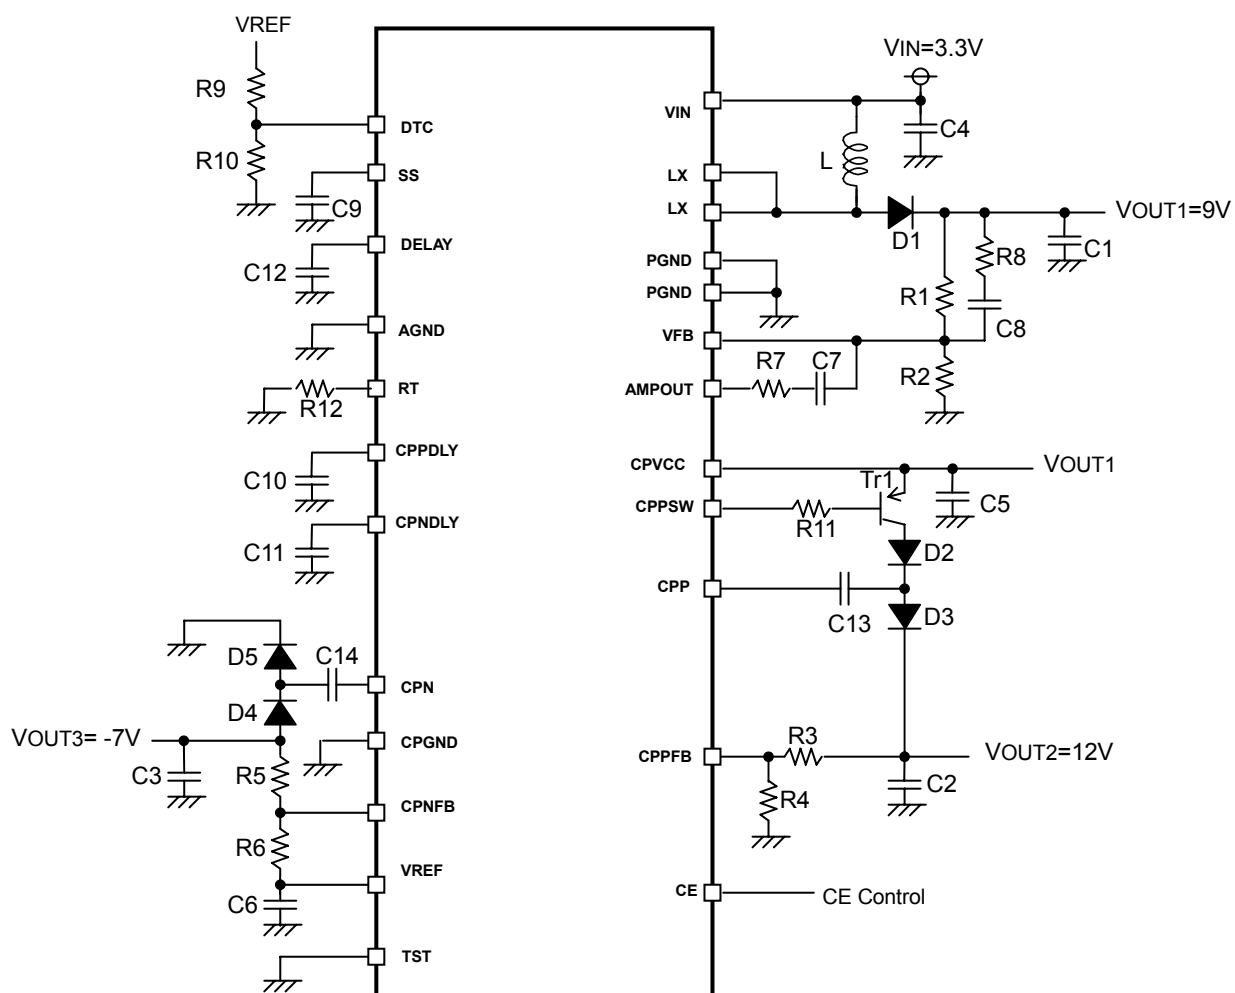 VREF
R9
R10
DTC
SS
C9
DELAY
C12
AGND
RT
R12
CPPDLY
C10
CPNDLY
C11
D5
C14
CPN
D4
VOUT3= -7V
CPGND
C3
R5
CPNFB
R6
VREF
C6
TST
VIN=3.3V
VIN
C4
L
LX
LX
D1
VOUT1=9V
C1
R8
PGND
R1
PGND
C8
VFB
R7
C7
R2
AMPOUT
CPVCC
VOUT1
Tr1
C5
CPPSW
R11
D2
CPP
C13
D3
R3
CPPFB
VOUT2=12V
C2
R4
CE
CE Control